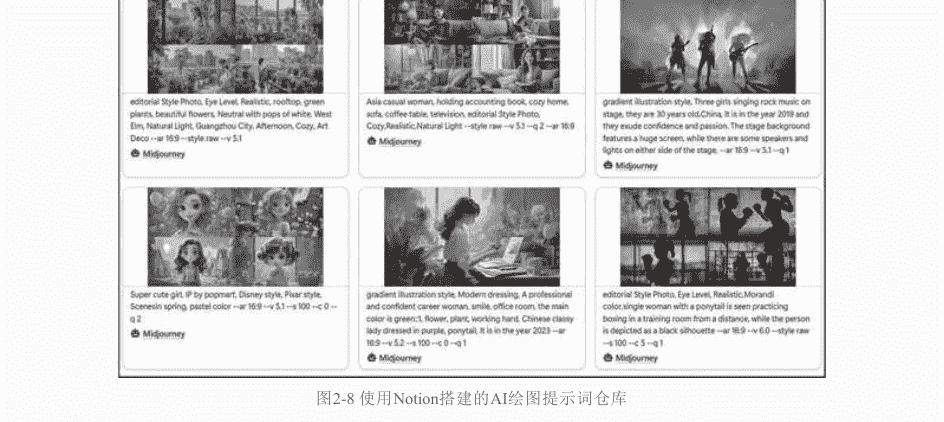 editorial Style Photo, Eye Level, Realistic, rooftop, green
plants, beautiful flowers, Neutral with pops of white, West
Elm, Natural Light, Guangzhou City, Afternoon, Cozy, Art
Deco --ar 16:9 --style raw --v 5.1
Midjourney
Asia casual woman, holding accounting book, cozy home,
sofa, coffee table, television, editorial Style Photo,
Cozy,Realistic,Natural Light --style raw --v 5.1 --q 2 --ar 16:9
Midjourney
gradient illustration style, Three girls singing rock music on
stage, they are 30 years old,China, It is in the year 2019 and
they exude confidence and passion. The stage background
features a huge screen, while there are some speakers and
lights on either side of the stage, --ar 16:9 --v 5.1 --q 1
Midjourney
Super cute girl, IP by popmart, Disney style, Pixar style,
Scenesin spring, pastel color --ar 16:9 --v 5.1 --s 100 --c 0 --
q 2
Midjourney
gradient illustration style, Modern dressing, A professional
and confident career woman, smile, office room, the main
color is green:1, flower, plant, working hard, Chinese classy
lady dressed in purple, ponytail, It is in the year 2023 --ar
16:9 --v 5.2 --s 100 --c 0 --q 1
Midjourney
editorial Style Photo, Eye Level, Realistic,Morandi
color,single woman with a ponytail is seen practicing
boxing in a training room from a distance, while the person
is depicted as a black silhouette --ar 16:9 --v 6.0 --style raw
--s 100 --c 5 --q 1
Midjourney
图2-8 使用Notion搭建的AI绘图提示词仓库